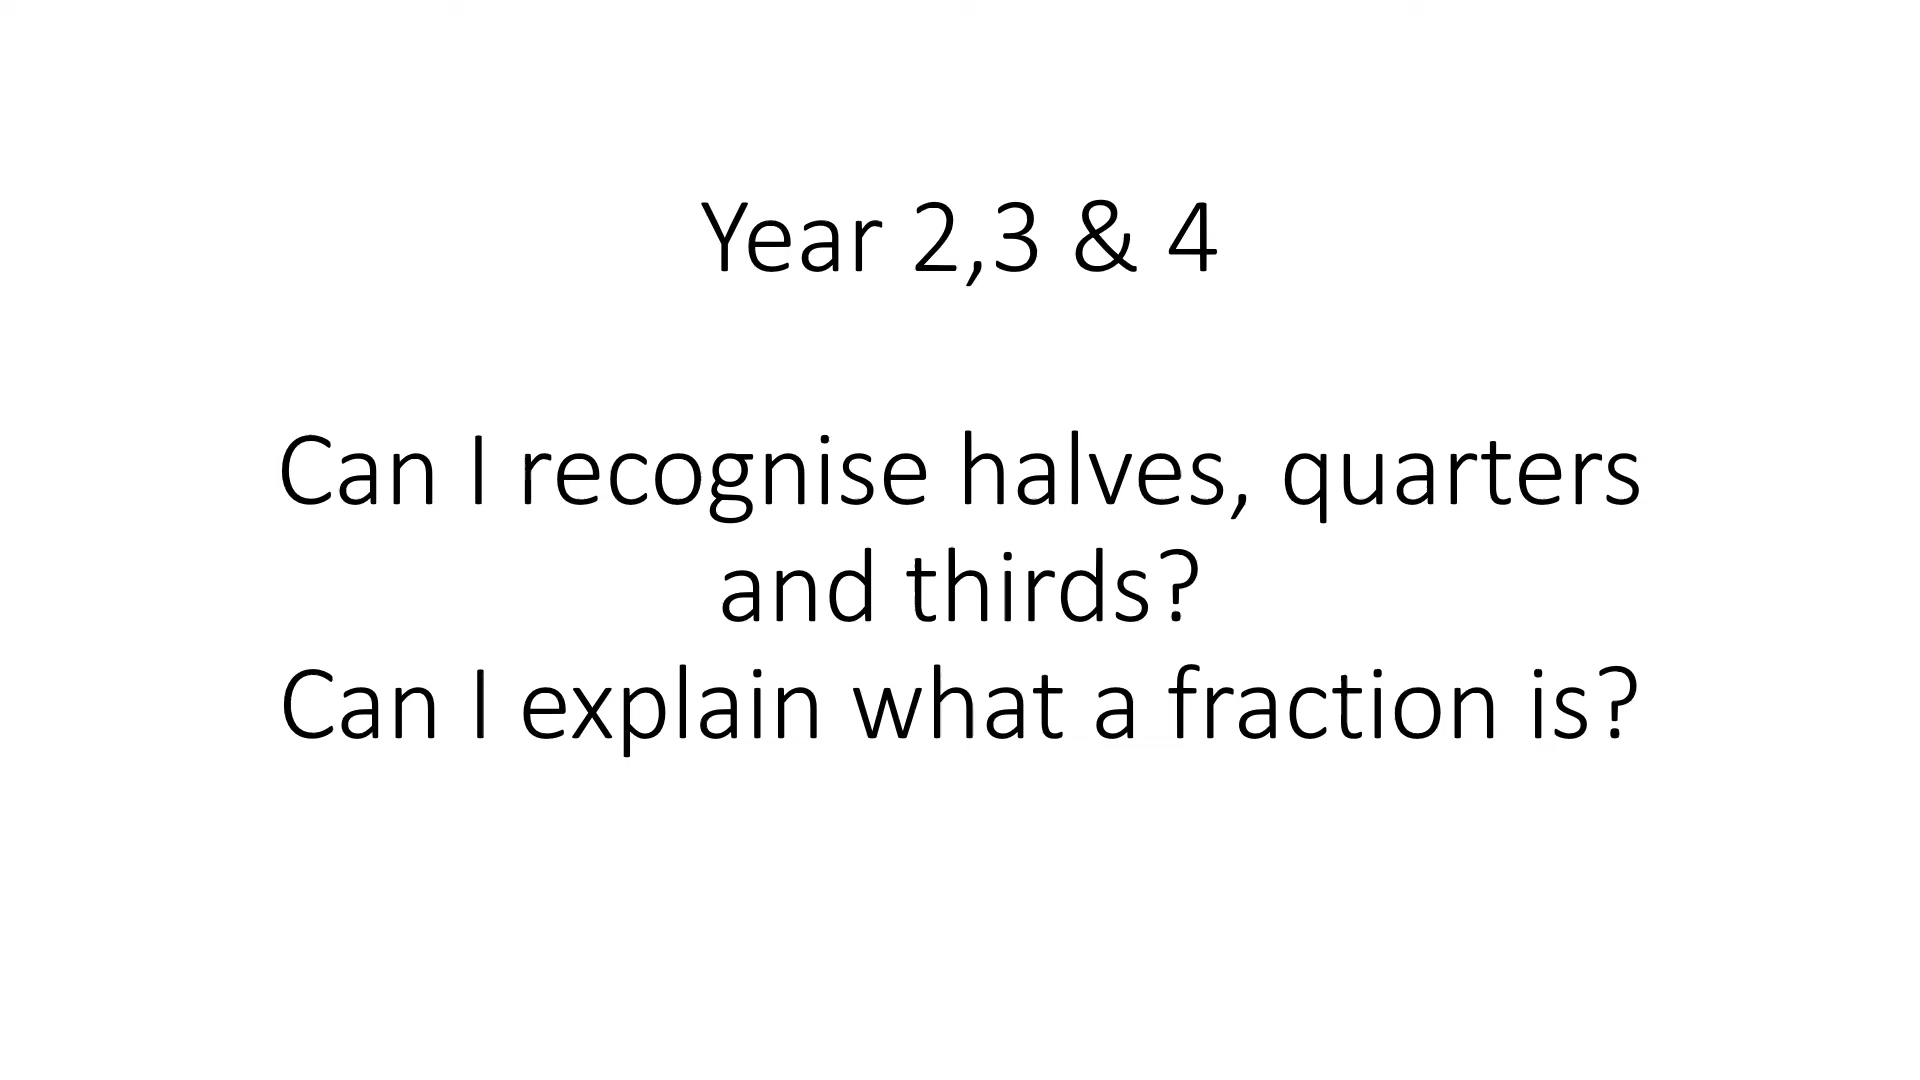 Year 2,3 & 4
Can I recognise halves, quarters
and thirds?
Can I explain what a fraction is?